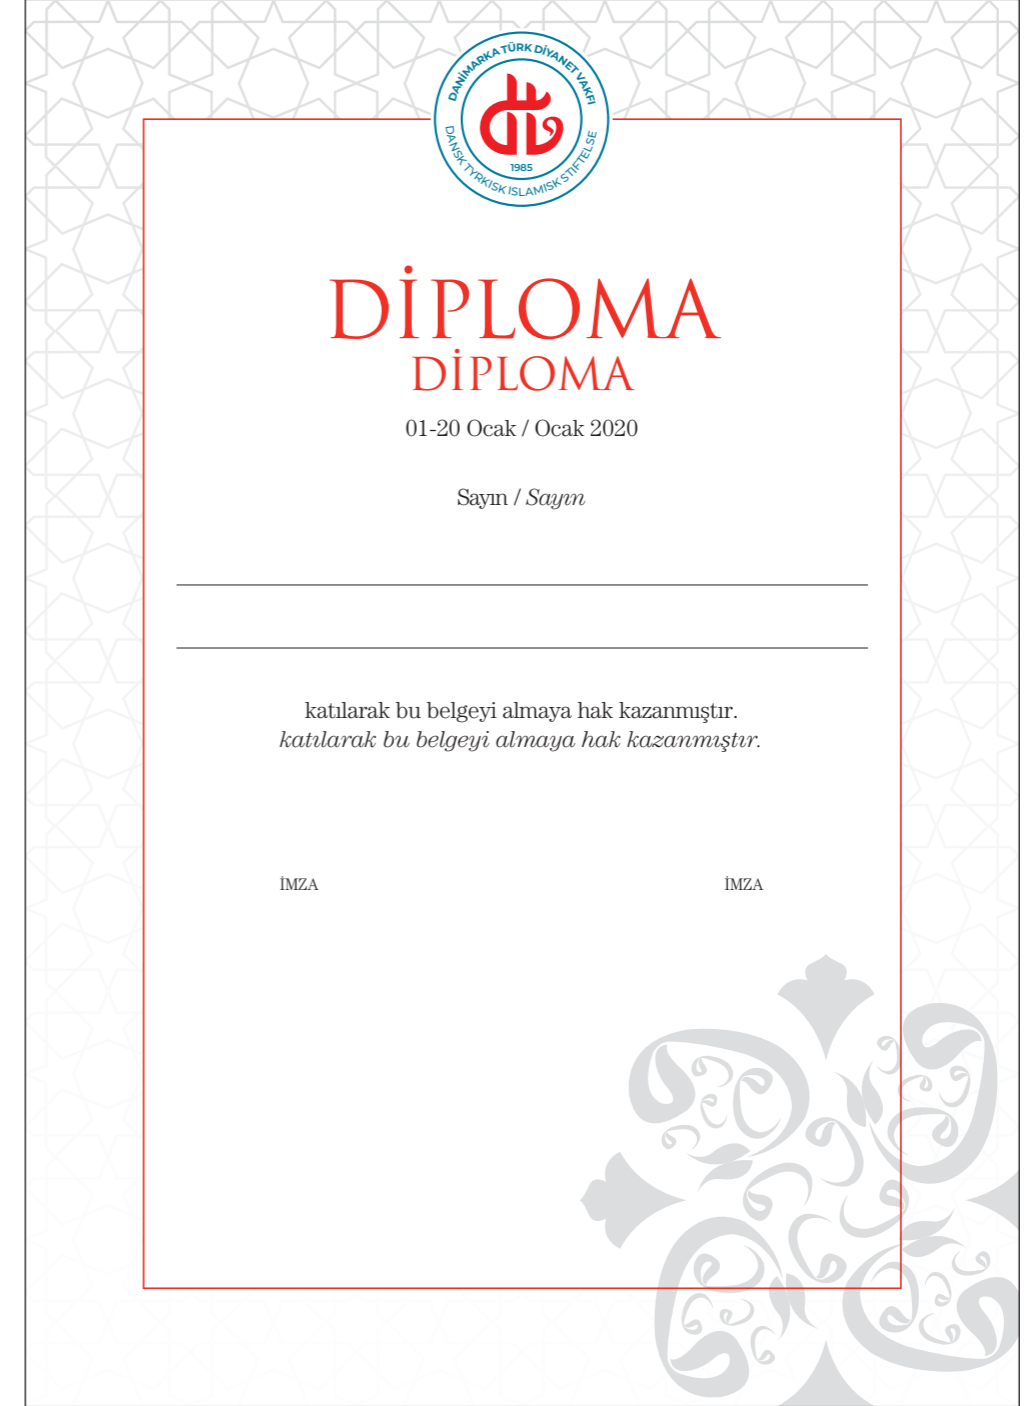 DANİMARKA TÜRK DİYANET VAKFI
1985
DANSK TYRKISK ISLAMISK STIFTELSE
DİPLOMA
DİPLOMA
01-20 Ocak / Ocak 2020
Sayın / Sayın
katılarak bu belgeyi almaya hak kazanmıştır.
katılarak bu belgeyi almaya hak kazanmıştır.
İMZA İMZA